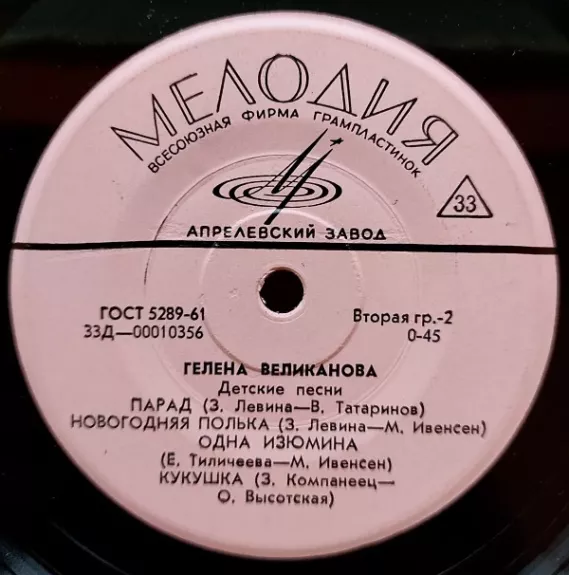 МЕЛОДИЯ
ВСЕСОЮЗНАЯ ФИРМА ГРАМПЛАСТИНОК
33
АПРЕЛЕВСКИЙ ЗАВОД
ГОСТ 5289-61
33Д—00010356
Вторая гр.-2
0-45
ГЕЛЕНА ВЕЛИКАНОВА
Детские песни
ПАРАД (З. Левина—В. Татаринов)
НОВОГОДНЯЯ ПОЛЬКА (З. Левина—М. Ивенсен)
ОДНА ИЗЮМИНА
(Е. Тиличеева—М. Ивенсен)
КУКУШКА (З. Компанеец—
О. Высотская)